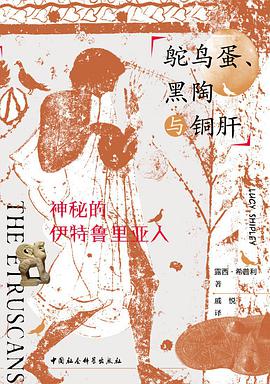 鸵鸟蛋、
黑陶
与铜肝
神秘的
伊特鲁里亚人
THE ETRUSCANS
LUCY SHIPLEY
露西·希普利
著
戚悦
译
中国社会科学出版社